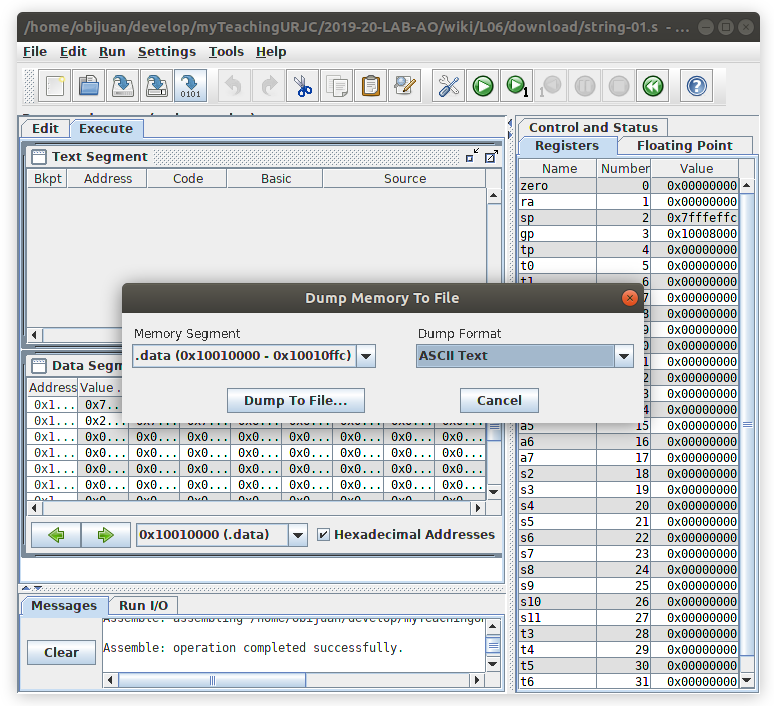 /home/obijuan/develop/myTeachingURJC/2019-20-LAB-AO/wiki/L06/download/string-01.s - ...
File Edit Run Settings Tools Help
0101
1
1
?
Edit Execute
Text Segment
Bkpt Address Code Basic Source
Control and Status
Registers Floating Point
Name Number Value
zero 0 0x00000000
ra 1 0x00000000
sp 2 0x7fffeffc
gp 3 0x10008000
tp 4 0x00000000
t0 5 0x00000000
t1 6 0x00000000
Dump Memory To File
Memory Segment
.data (0x10010000 - 0x10010ffc)
Dump Format
ASCII Text
Dump To File...
Cancel
7 0x00000000
8 0x00000000
9 0x00000000
0 0x00000000
1 0x00000000
2 0x00000000
3 0x00000000
4 0x00000000
a5 15 0x00000000
a6 16 0x00000000
a7 17 0x00000000
s2 18 0x00000000
s3 19 0x00000000
s4 20 0x00000000
s5 21 0x00000000
s6 22 0x00000000
s7 23 0x00000000
s8 24 0x00000000
s9 25 0x00000000
s10 26 0x00000000
s11 27 0x00000000
t3 28 0x00000000
t4 29 0x00000000
t5 30 0x00000000
t6 31 0x00000000
Data Segm
Address Value
0x1... 0x7...
0x1... 0x2...
0x1... 0x0... 0x0... 0x0... 0x0... 0x0... 0x0... 0x0...
0x1... 0x0... 0x0... 0x0... 0x0... 0x0... 0x0... 0x0...
0x1... 0x0... 0x0... 0x0... 0x0... 0x0... 0x0... 0x0...
0x1... 0x0... 0x0... 0x0... 0x0... 0x0... 0x0... 0x0...
0x10010000 (.data)
Hexadecimal Addresses
Messages Run I/O
Clear
Assemble: assembling /home/obijuan/develop/myTeachingUR
Assemble: operation completed successfully.